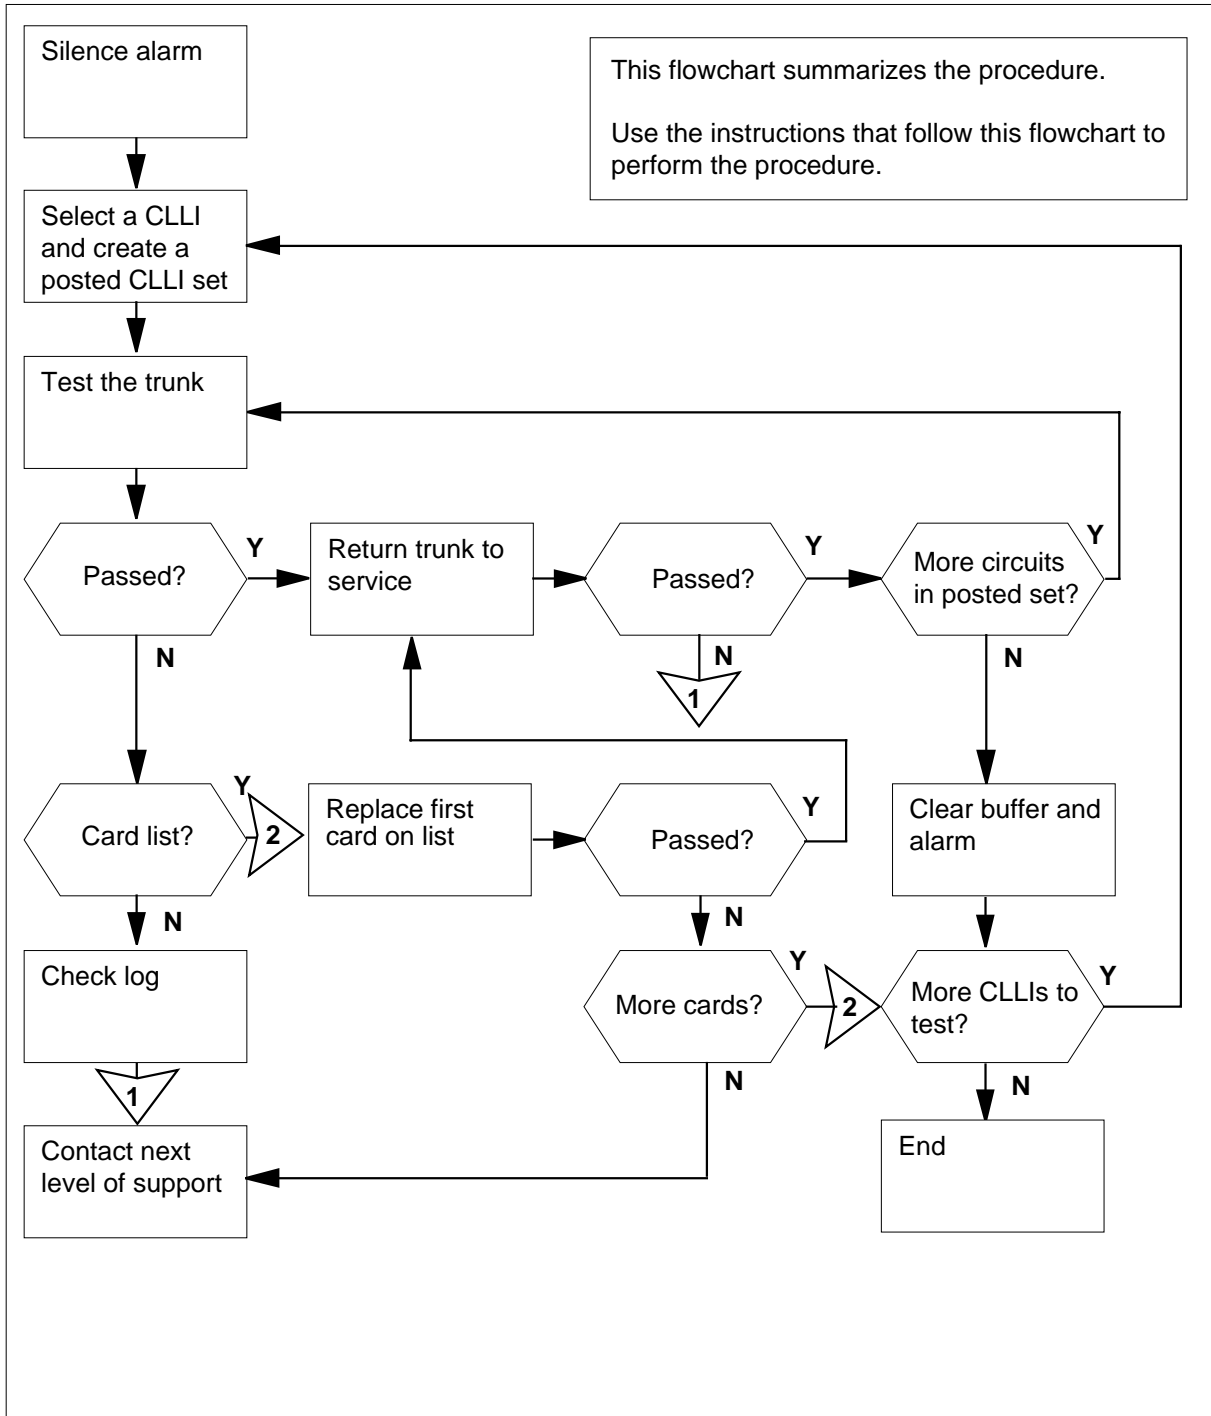 Silence alarm
This flowchart summarizes the procedure.
Use the instructions that follow this flowchart to
perform the procedure.
Select a CLLI
and create a
posted CLLI set
Test the trunk
Passed?
Y
Return trunk to
service
Passed?
Y
More circuits
in posted set?
Y
N
N
1
N
Card list?
Y
2
Replace first
card on list
Passed?
Y
Clear buffer and
alarm
N
N
Check log
More cards?
Y
2
More CLLIs to
test?
Y
1
N
N
Contact next
level of support
End